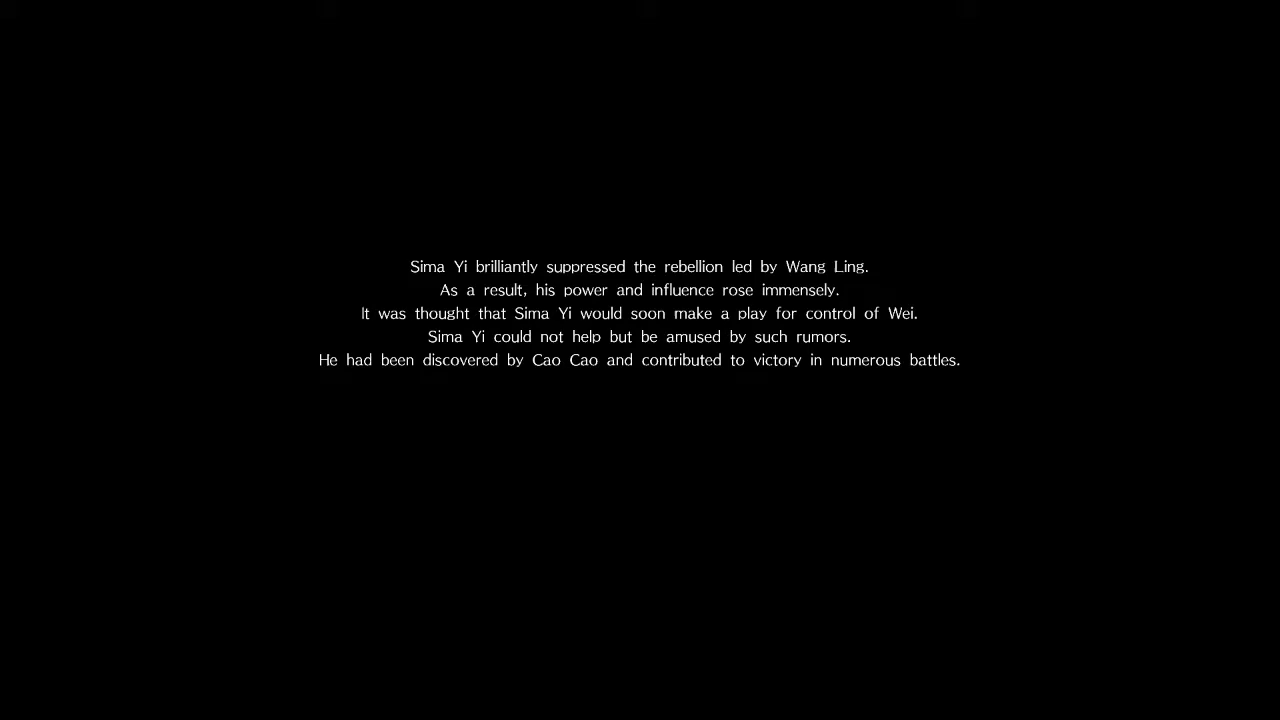 Sima Yi brilliantly suppressed the rebellion led by Wang Ling.
As a result, his power and influence rose immensely.
It was thought that Sima Yi would soon make a play for control of Wei.
Sima Yi could not help but be amused by such rumors.
He had been discovered by Cao Cao and contributed to victory in numerous battles.